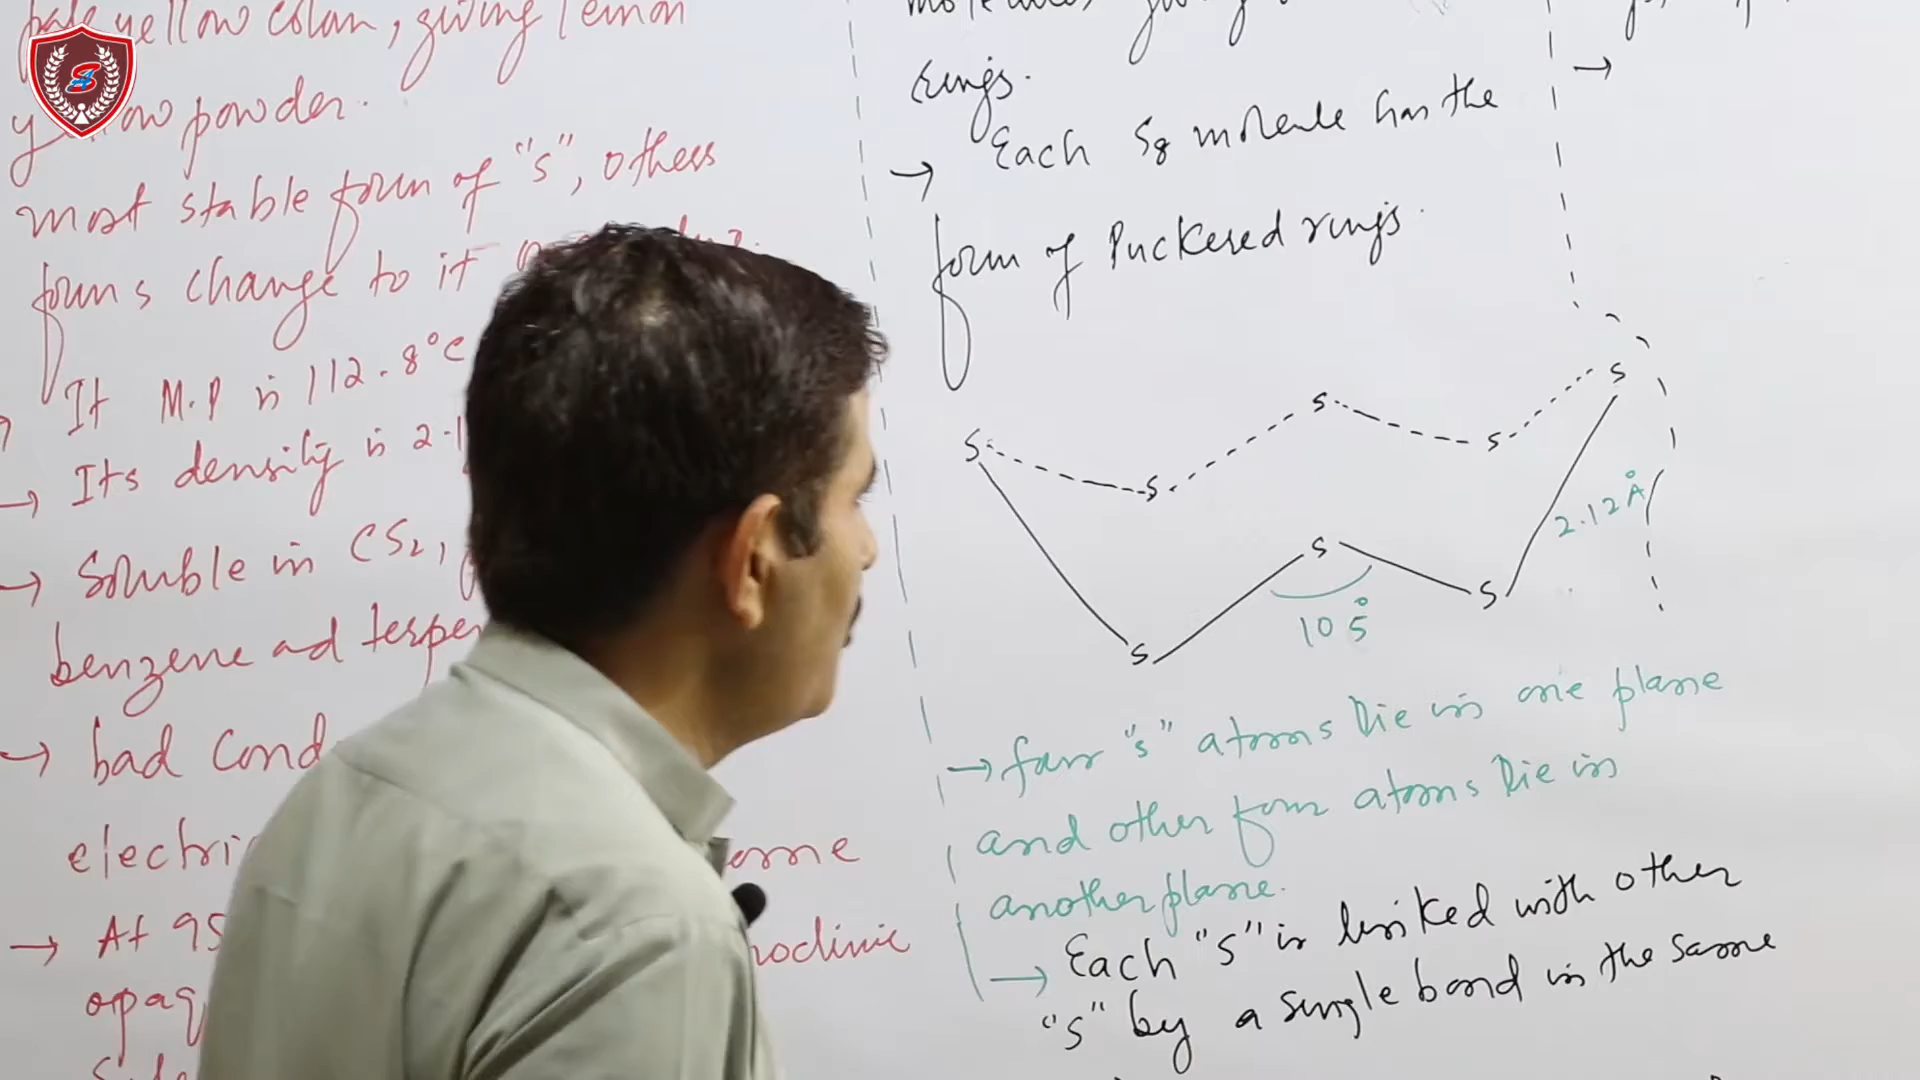 pale yellow colour, giving lemon
yellow powder.
most stable form of "s", others
forms change to it
It M.P is 112.8°C
→ Its density is 2.1
→ Soluble in CS₂,
benzene ad
→ bad Cond
electri
→ At 95
opaq
rings.
→ Each S₈ molecule has the
form of Puckered rings.
S
S
S
S
S
S
S
S
2.12 Å
105°
→ four "s" atoms lie in one plane
and other four atoms lie in
another plane.
→ Each "S" is linked with other
"s" by a single bond in the same
→